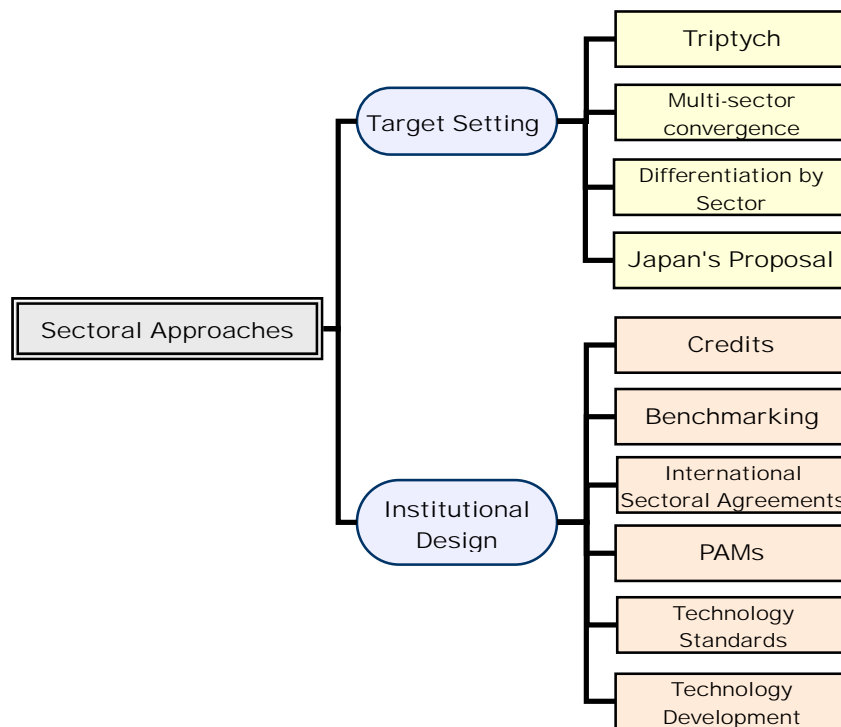 Triptych
Target Setting
Multi-sector
convergence
Differentiation by
Sector
Japan's Proposal
Sectoral Approaches
Credits
Benchmarking
International
Sectoral Agreements
Institutional
Design
PAMs
Technology
Standards
Technology
Development